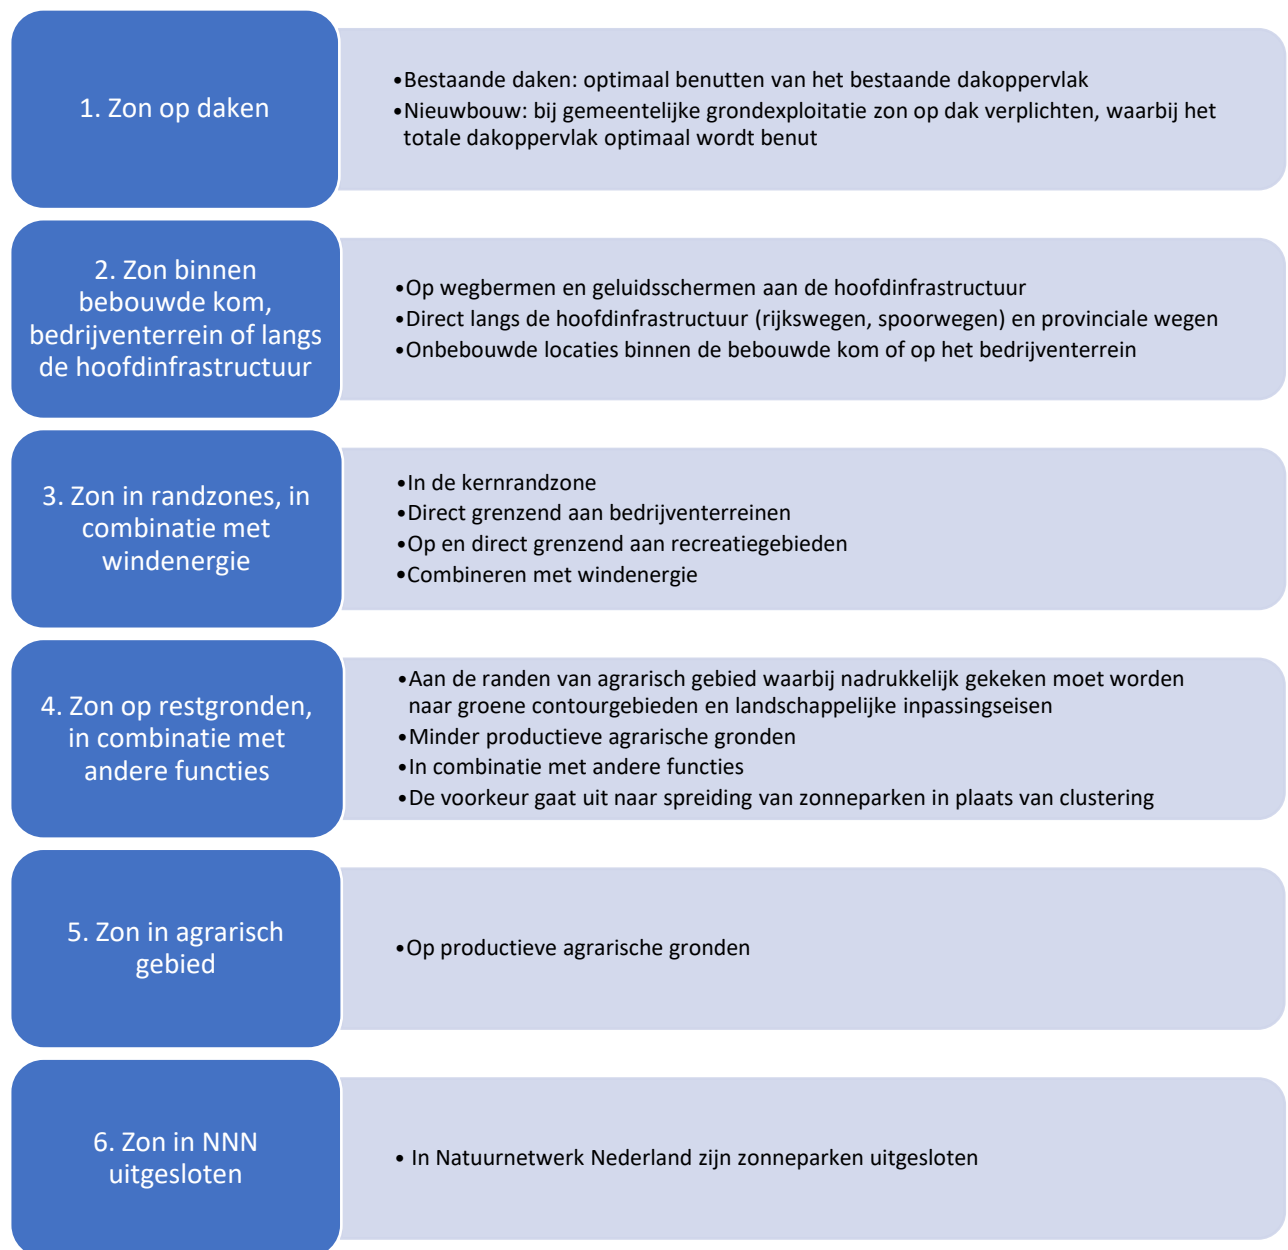 1. Zon op daken
•Bestaande daken: optimaal benutten van het bestaande dakoppervlak
•Nieuwbouw: bij gemeentelijke grondexploitatie zon op dak verplichten, waarbij het
totale dakoppervlak optimaal wordt benut
2. Zon binnen
bebouwde kom,
bedrijventerrein of langs
de hoofdinfrastructuur
•Op wegbermen en geluidsschermen aan de hoofdinfrastructuur
•Direct langs de hoofdinfrastructuur (rijkswegen, spoorwegen) en provinciale wegen
•Onbebouwde locaties binnen de bebouwde kom of op het bedrijventerrein
3. Zon in randzones, in
combinatie met
windenergie
•In de kernrandzone
•Direct grenzend aan bedrijventerreinen
•Op en direct grenzend aan recreatiegebieden
•Combineren met windenergie
4. Zon op restgronden,
in combinatie met
andere functies
•Aan de randen van agrarisch gebied waarbij nadrukkelijk gekeken moet worden
naar groene contourgebieden en landschappelijke inpassingseisen
•Minder productieve agrarische gronden
•In combinatie met andere functies
•De voorkeur gaat uit naar spreiding van zonneparken in plaats van clustering
5. Zon in agrarisch
gebied
•Op productieve agrarische gronden
6. Zon in NNN
uitgesloten
• In Natuurnetwerk Nederland zijn zonneparken uitgesloten